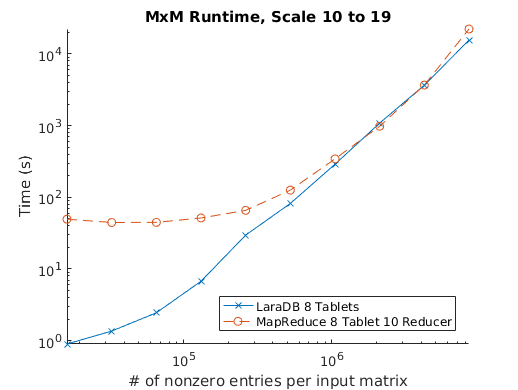 MxM Runtime, Scale 10 to 19
Time (s)
10^4
10^3
10^2
10^1
10^0
LaraDB 8 Tablets
MapReduce 8 Tablet 10 Reducer
10^5 10^6
# of nonzero entries per input matrix